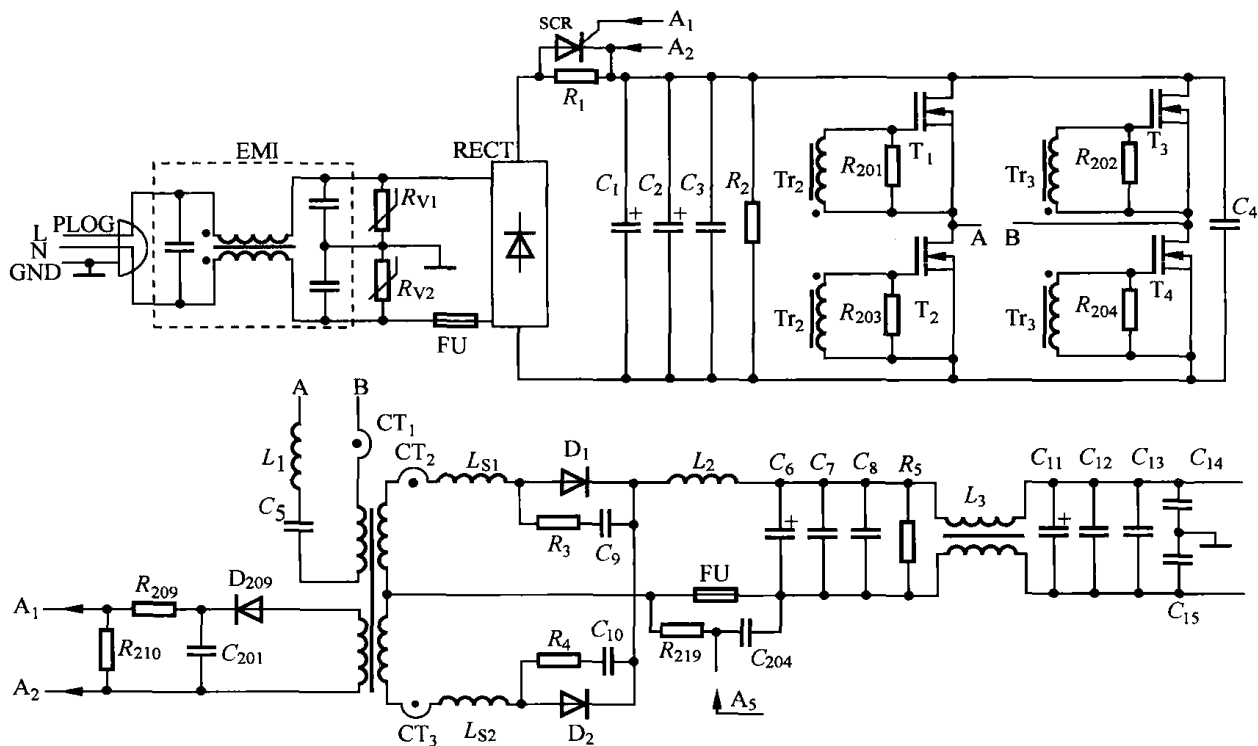 SCR
A1
A2
R1
EMI
RECT
PLOG
L
N
GND
RV1
RV2
FU
C1
+
C2
+
C3
R2
Tr2
R201
T1
Tr3
R202
T3
C4
A
B
Tr2
R203
T2
Tr3
R204
T4
A
B
CT1
L1
C5
CT2
LS1
D1
L2
C6
+
C7
C8
R5
L3
C11
+
C12
C13
C14
C15
R3
C9
FU
R219
C204
A5
A1
R209
D209
R210
C201
A2
R4
C10
CT3
LS2
D2